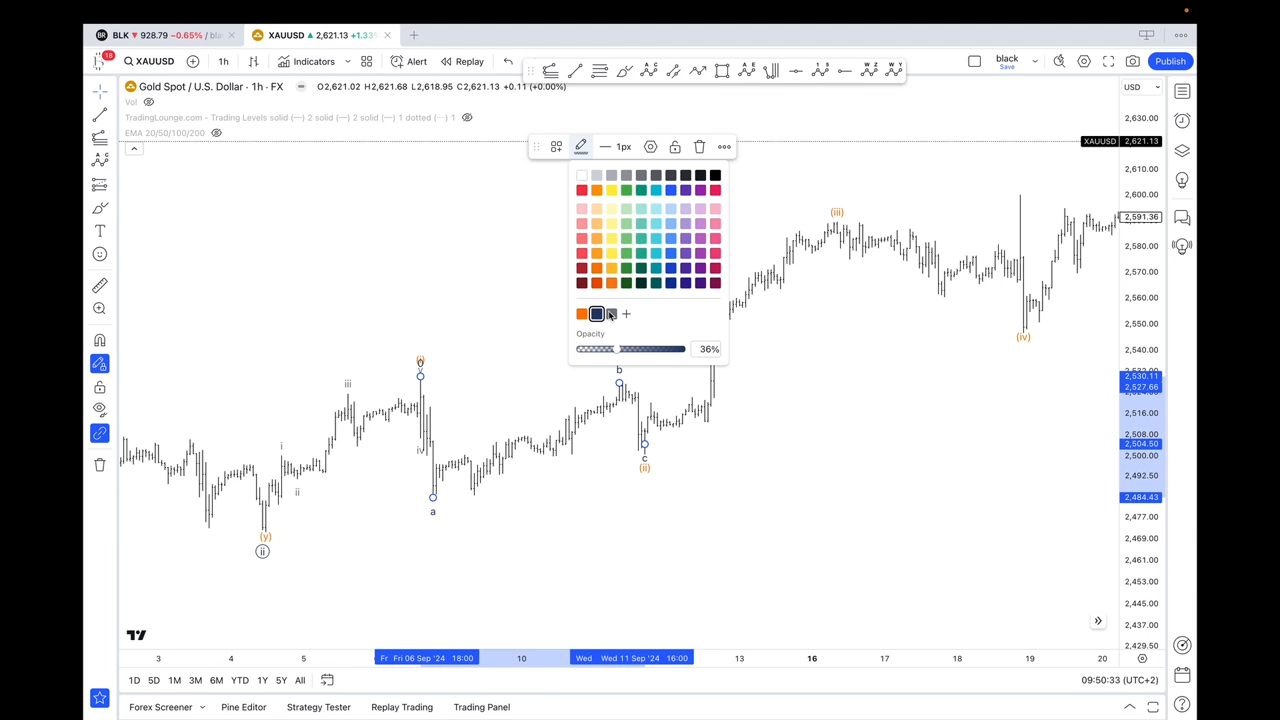 BLK 928.79 −0.65% / bla
XAUUSD 2,621.13 +1.33%
18
XAUUSD
1h
Indicators
Alert
Replay
black
Save
Publish
Gold Spot / U.S. Dollar · 1h · FX
O2,621.02 H2,621.68 L2,618.95 C2,621.13 +0.11 (+0.00%)
USD
Vol
TradingLounge.com - Trading Levels solid (—) 2 solid (—) 2 solid (—) 1 dotted (···) 1
EMA 20/50/100/200
1px
Opacity
36%
2,630.00
XAUUSD 2,621.13
2,610.00
2,600.00
2,591.36
2,580.00
2,570.00
2,560.00
2,550.00
2,540.00
2,530.11
2,527.66
2,516.00
2,508.00
2,504.50
2,500.00
2,492.50
2,484.43
2,477.00
2,469.00
2,461.00
2,453.00
2,445.00
2,437.00
2,429.50
(iii)
(iv)
(i)
b
iii
i
iv
c
(ii)
ii
a
(y)
ii
3 4 5 Fr Fri 06 Sep '24 18:00 10 Wed Wed 11 Sep '24 16:00 13 16 17 18 19 20
1D 5D 1M 3M 6M YTD 1Y 5Y All
09:50:33 (UTC+2)
Forex Screener Pine Editor Strategy Tester Replay Trading Trading Panel